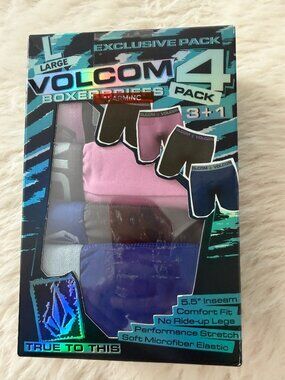 L
LARGE
EXCLUSIVE PACK
VOLCOM
4
PACK
3+1
BOXER BRIEFS
VOLCOM
5.5" Inseam
Comfort Fit
No Ride-up Legs
Performance Stretch
Soft Microfiber Elastic
TRUE TO THIS